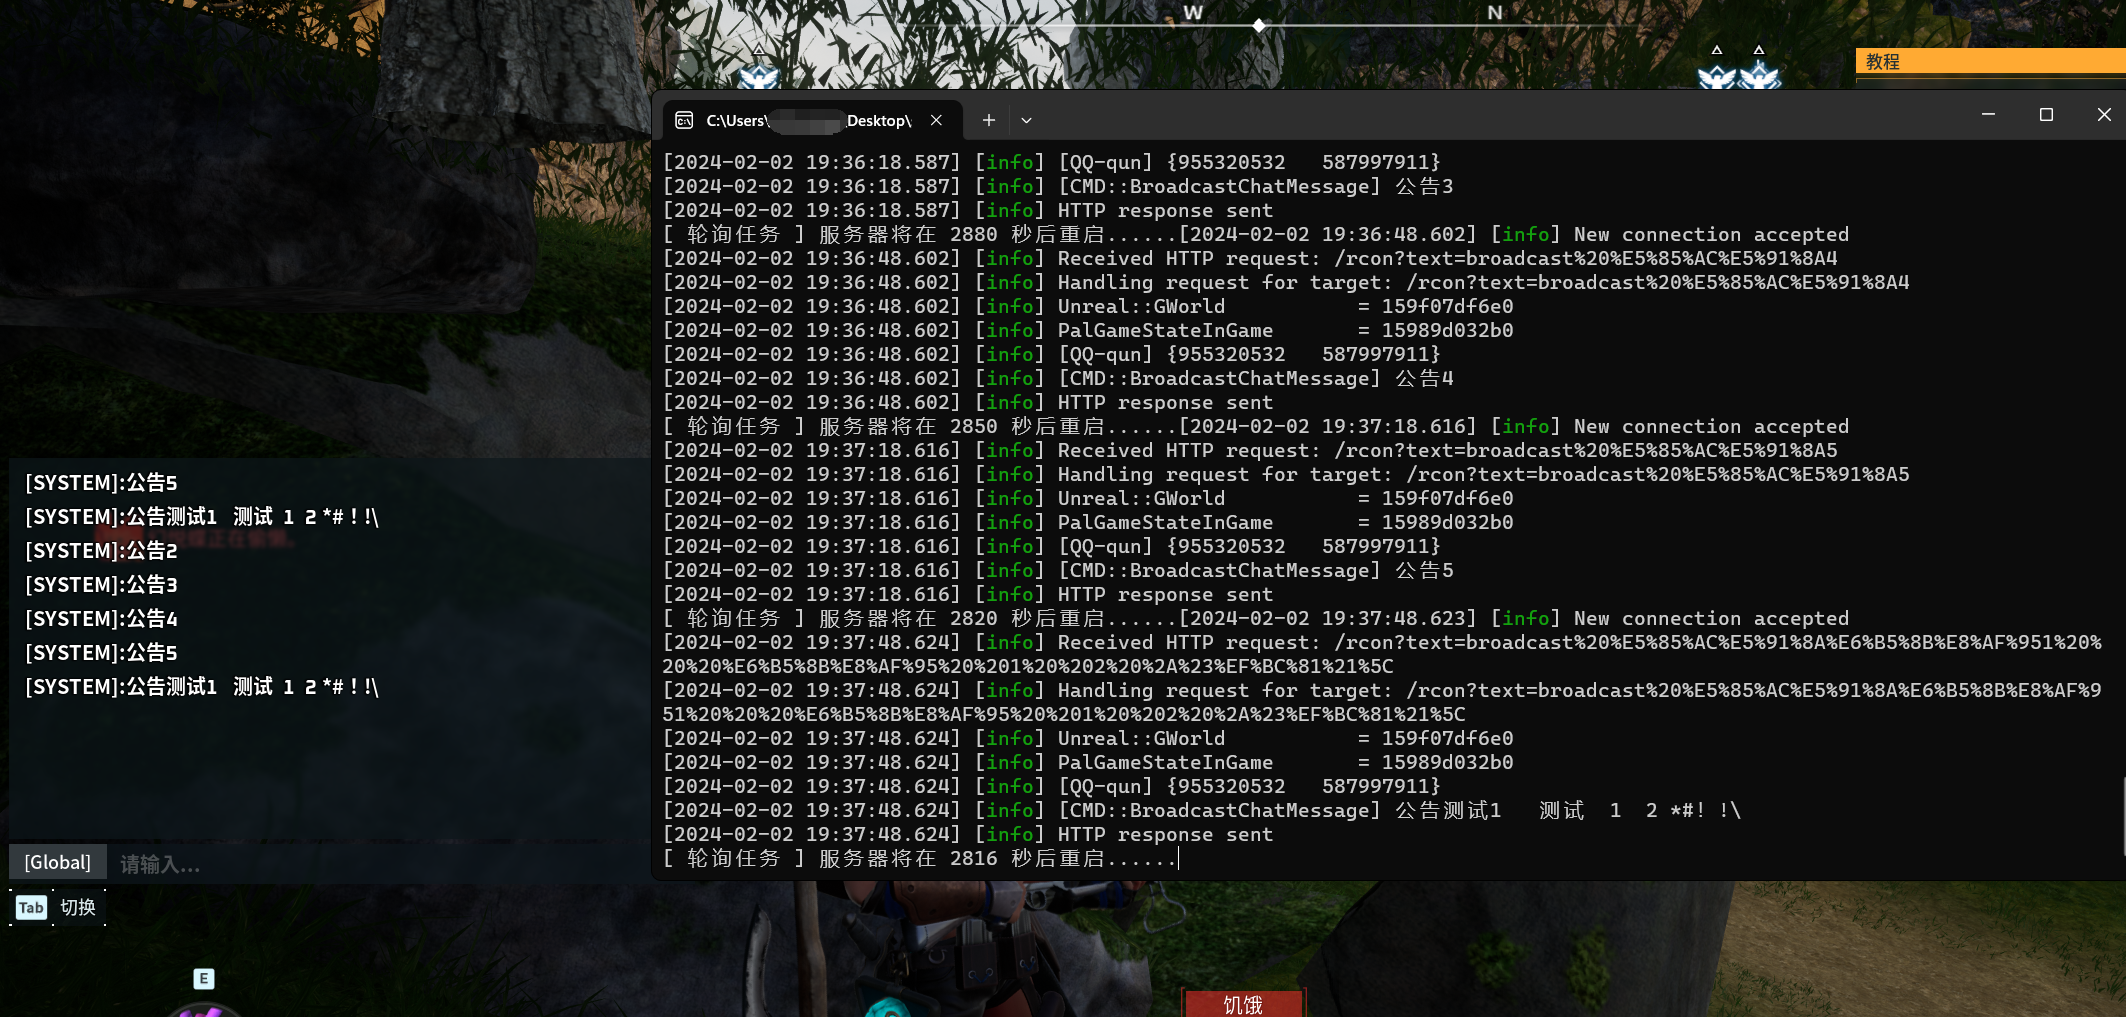 W
N
教程
C:\Users\
Desktop\
[2024-02-02 19:36:18.587] [info] [QQ-qun] {955320532   587997911}
[2024-02-02 19:36:18.587] [info] [CMD::BroadcastChatMessage] 公告3
[2024-02-02 19:36:18.587] [info] HTTP response sent
[ 轮询任务 ] 服务器将在 2880 秒后重启......[2024-02-02 19:36:48.602] [info] New connection accepted
[2024-02-02 19:36:48.602] [info] Received HTTP request: /rcon?text=broadcast%20%E5%85%AC%E5%91%8A4
[2024-02-02 19:36:48.602] [info] Handling request for target: /rcon?text=broadcast%20%E5%85%AC%E5%91%8A4
[2024-02-02 19:36:48.602] [info] Unreal::GWorld           = 159f07df6e0
[2024-02-02 19:36:48.602] [info] PalGameStateInGame       = 15989d032b0
[2024-02-02 19:36:48.602] [info] [QQ-qun] {955320532   587997911}
[2024-02-02 19:36:48.602] [info] [CMD::BroadcastChatMessage] 公告4
[2024-02-02 19:36:48.602] [info] HTTP response sent
[ 轮询任务 ] 服务器将在 2850 秒后重启......[2024-02-02 19:37:18.616] [info] New connection accepted
[2024-02-02 19:37:18.616] [info] Received HTTP request: /rcon?text=broadcast%20%E5%85%AC%E5%91%8A5
[2024-02-02 19:37:18.616] [info] Handling request for target: /rcon?text=broadcast%20%E5%85%AC%E5%91%8A5
[2024-02-02 19:37:18.616] [info] Unreal::GWorld           = 159f07df6e0
[2024-02-02 19:37:18.616] [info] PalGameStateInGame       = 15989d032b0
[2024-02-02 19:37:18.616] [info] [QQ-qun] {955320532   587997911}
[2024-02-02 19:37:18.616] [info] [CMD::BroadcastChatMessage] 公告5
[2024-02-02 19:37:18.616] [info] HTTP response sent
[ 轮询任务 ] 服务器将在 2820 秒后重启......[2024-02-02 19:37:48.623] [info] New connection accepted
[2024-02-02 19:37:48.624] [info] Received HTTP request: /rcon?text=broadcast%20%E5%85%AC%E5%91%8A%E6%B5%8B%E8%AF%951%20%
20%20%E6%B5%8B%E8%AF%95%20%201%20%202%20%2A%23%EF%BC%81%21%5C
[2024-02-02 19:37:48.624] [info] Handling request for target: /rcon?text=broadcast%20%E5%85%AC%E5%91%8A%E6%B5%8B%E8%AF%9
51%20%20%20%E6%B5%8B%E8%AF%95%20%201%20%202%20%2A%23%EF%BC%81%21%5C
[2024-02-02 19:37:48.624] [info] Unreal::GWorld           = 159f07df6e0
[2024-02-02 19:37:48.624] [info] PalGameStateInGame       = 15989d032b0
[2024-02-02 19:37:48.624] [info] [QQ-qun] {955320532   587997911}
[2024-02-02 19:37:48.624] [info] [CMD::BroadcastChatMessage] 公告测试1   测试  1  2 *#！!\
[2024-02-02 19:37:48.624] [info] HTTP response sent
[ 轮询任务 ] 服务器将在 2816 秒后重启......
[SYSTEM]:公告5
[SYSTEM]:公告测试1   测试  1  2 *#！!\
[SYSTEM]:公告2
[SYSTEM]:公告3
[SYSTEM]:公告4
[SYSTEM]:公告5
[SYSTEM]:公告测试1   测试  1  2 *#！!\
[Global] 请输入...
Tab 切换
E
饥饿